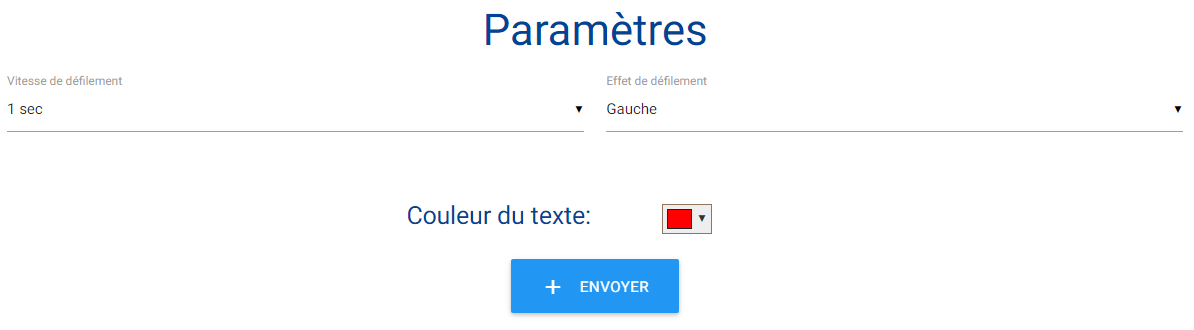 Paramètres
Vitesse de défilement
1 sec
Effet de défilement
Gauche
Couleur du texte:
ENVOYER